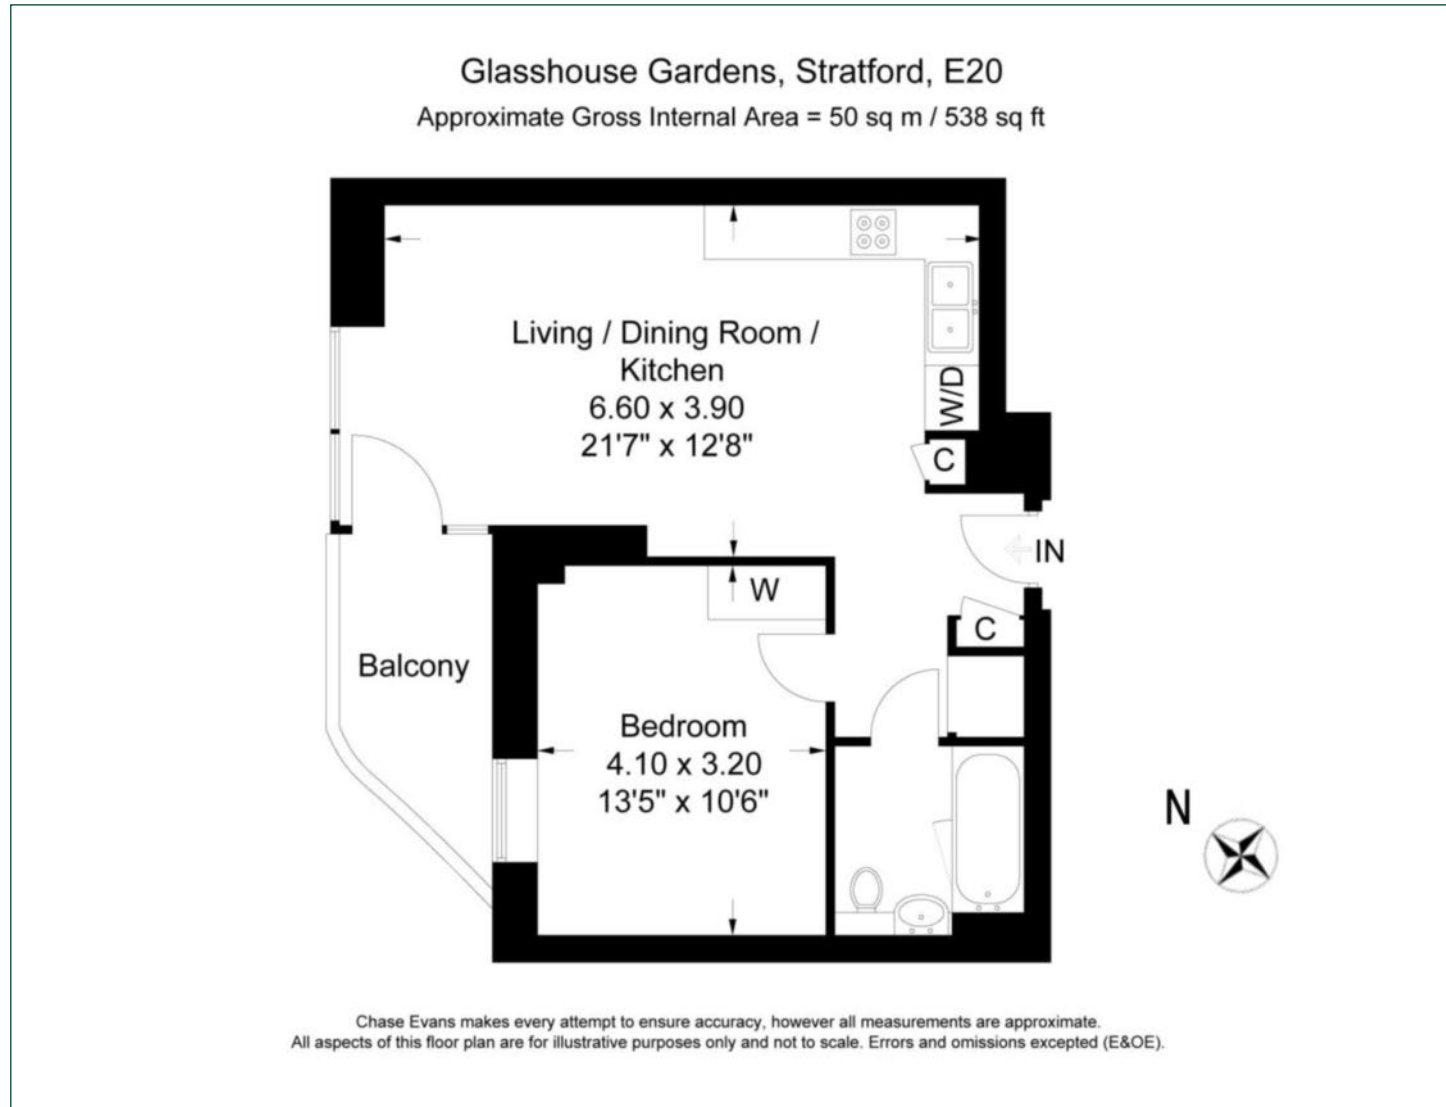 Glasshouse Gardens, Stratford, E20
Approximate Gross Internal Area = 50 sq m / 538 sq ft
Living / Dining Room /
Kitchen
6.60 x 3.90
21'7" x 12'8"
W/D
C
IN
C
W
Balcony
Bedroom
4.10 x 3.20
13'5" x 10'6"
N
Chase Evans makes every attempt to ensure accuracy, however all measurements are approximate.
All aspects of this floor plan are for illustrative purposes only and not to scale. Errors and omissions excepted (E&OE).